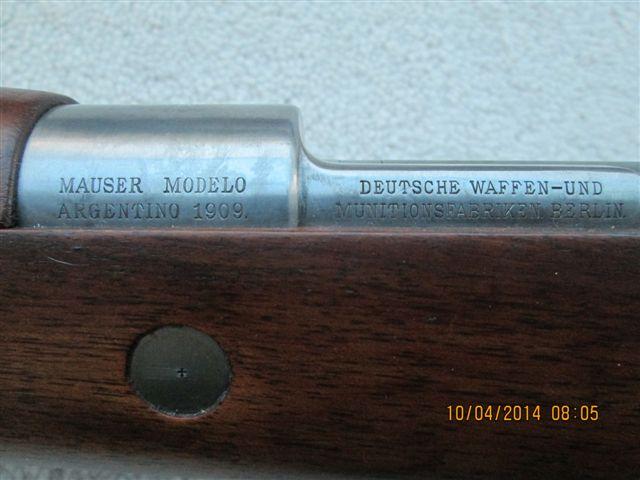 MAUSER MODELO
ARGENTINO 1909.
DEUTSCHE WAFFEN-UND
MUNITIONSFABRIKEN BERLIN.
10/04/2014 08:05